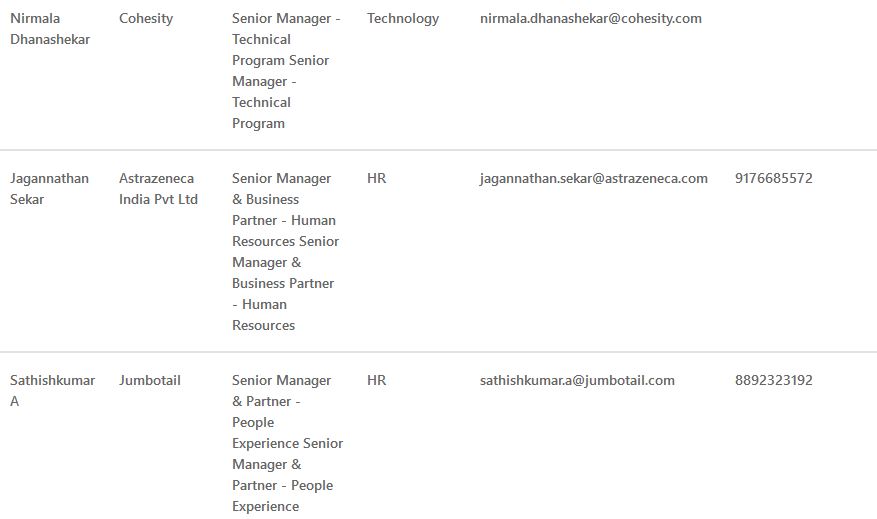 Nirmala Dhanashekar
Cohesity
Senior Manager -
Technical
Program Senior
Manager -
Technical
Program
Technology
nirmala.dhanashekar@cohesity.com
Jagannathan
Sekar
Astrazeneca
India Pvt Ltd
Senior Manager
& Business
Partner - Human
Resources Senior
Manager &
Business Partner
- Human
Resources
HR
jagannathan.sekar@astrazeneca.com
9176685572
Sathishkumar
A
Jumbotail
Senior Manager
& Partner -
People
Experience Senior
Manager &
Partner - People
Experience
HR
sathishkumar.a@jumbotail.com
8892323192